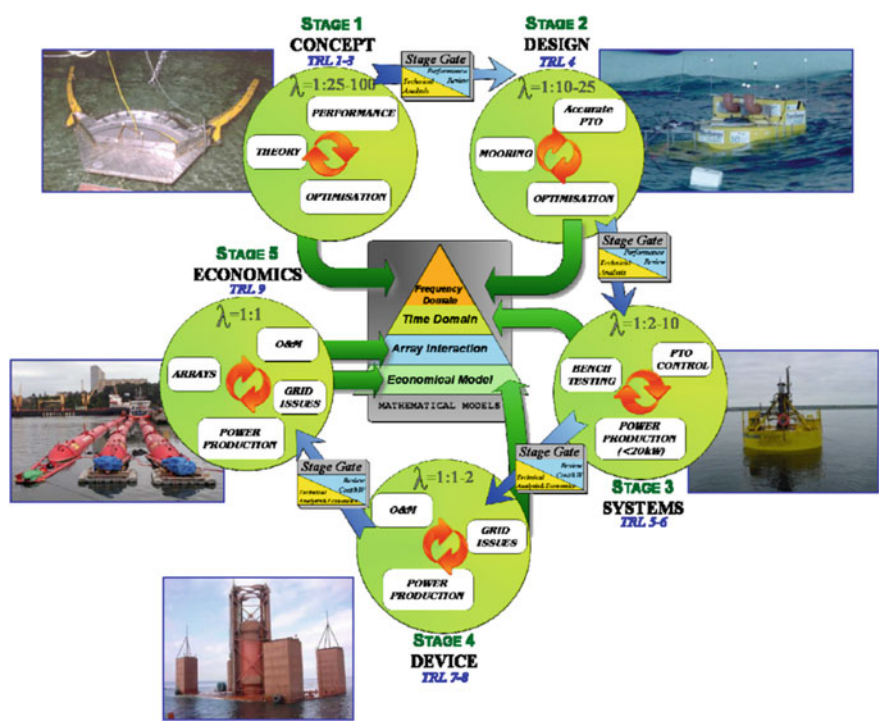 STAGE 1
CONCEPT
TRL 1-3
λ=1:25-100
PERFORMANCE
THEORY
OPTIMISATION
Stage Gate
Performance
Review
Technical
Analysis
STAGE 2
DESIGN
TRL 4
λ=1:10-25
Accurate
PTO
MOORING
OPTIMISATION
Stage Gate
Performance
Review
Technical
Analysis
STAGE 5
ECONOMICS
TRL 9
λ=1:1
O&M
ARRAYS
GRID
ISSUES
POWER
PRODUCTION
Frequency
Domain
Time Domain
Array Interaction
Economical Model
MATHEMATICAL MODELS
λ=1:2-10
PTO
CONTROL
BENCH
TESTING
POWER
PRODUCTION
(<20kW)
STAGE 3
SYSTEMS
TRL 5-6
Stage Gate
Review
Cost/kW
Technical
Analysis&Economics
Stage Gate
Review
Cost/kW
Technical
Analysis&Economics
λ=1:1-2
O&M
GRID
ISSUES
POWER
PRODUCTION
STAGE 4
DEVICE
TRL 7-8